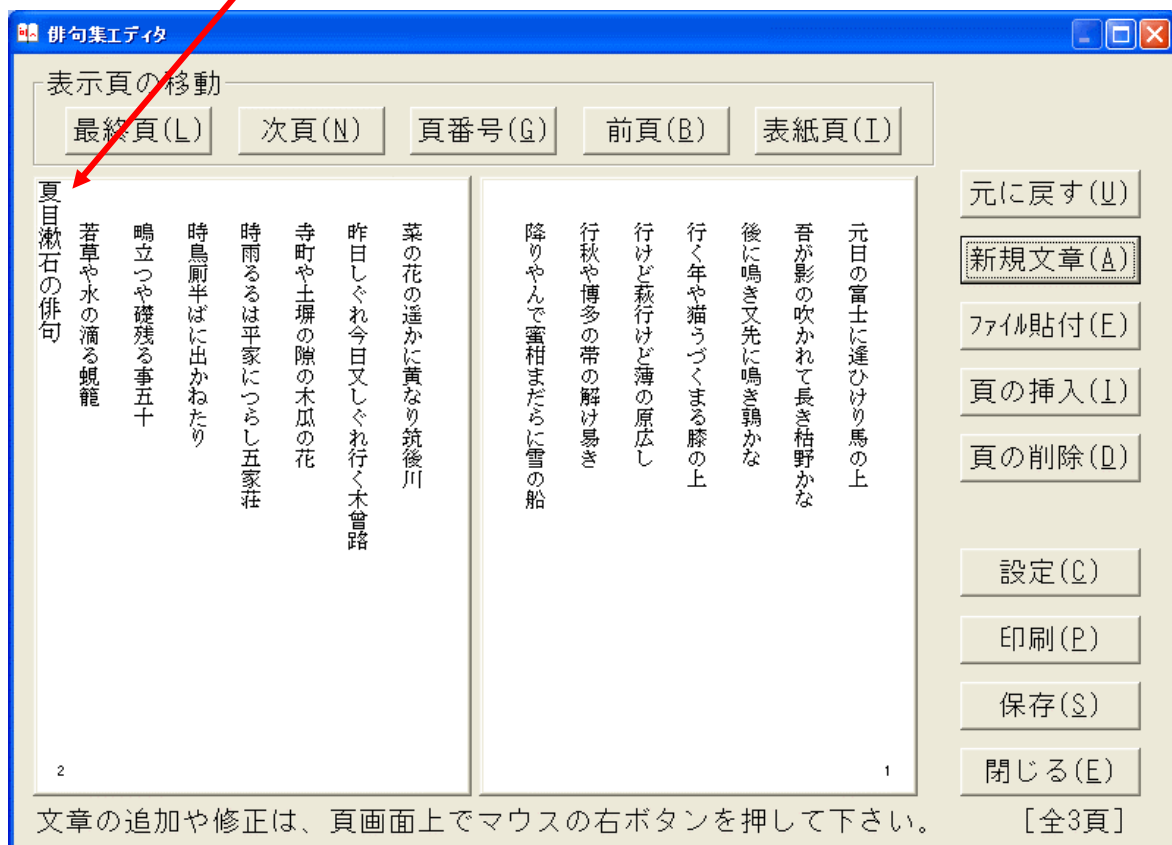 俳句集エディタ
表示頁の移動
最終頁(L)
次頁(N)
頁番号(G)
前頁(B)
表紙頁(I)
元日の富士に逢ひけり馬の上
吾が影の吹かれて長き枯野かな
後に鳴き又先に鳴き鶉かな
行く年や猫うづくまる膝の上
行けど萩行けど薄の原広し
行秋や博多の帯の解け易き
降りやんで蜜柑まだらに雪の船
1
菜の花の遥かに黄なり筑後川
昨日しぐれ今日又しぐれ行く木曾路
寺町や土塀の隙の木瓜の花
時雨るるは平家につらし五家荘
時鳥厠半ばに出かねたり
鴫立つや礎残る事五十
若草や水の滴る蜆籠
夏目漱石の俳句
2
元に戻す(U)
新規文章(A)
ファイル貼付(F)
頁の挿入(I)
頁の削除(D)
設定(C)
印刷(P)
保存(S)
閉じる(E)
文章の追加や修正は、頁画面上でマウスの右ボタンを押して下さい。
[全3頁]